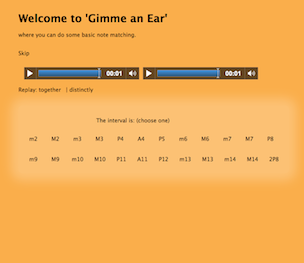 Welcome to 'Gimme an Ear'
where you can do some basic note matching.
Skip
00:01 00:01
Replay: together | distinctly
The interval is: (choose one)
m2 M2 m3 M3 P4 A4 P5 m6 M6 m7 M7 P8
m9 M9 m10 M10 P11 A11 P12 m13 M13 m14 M14 2P8